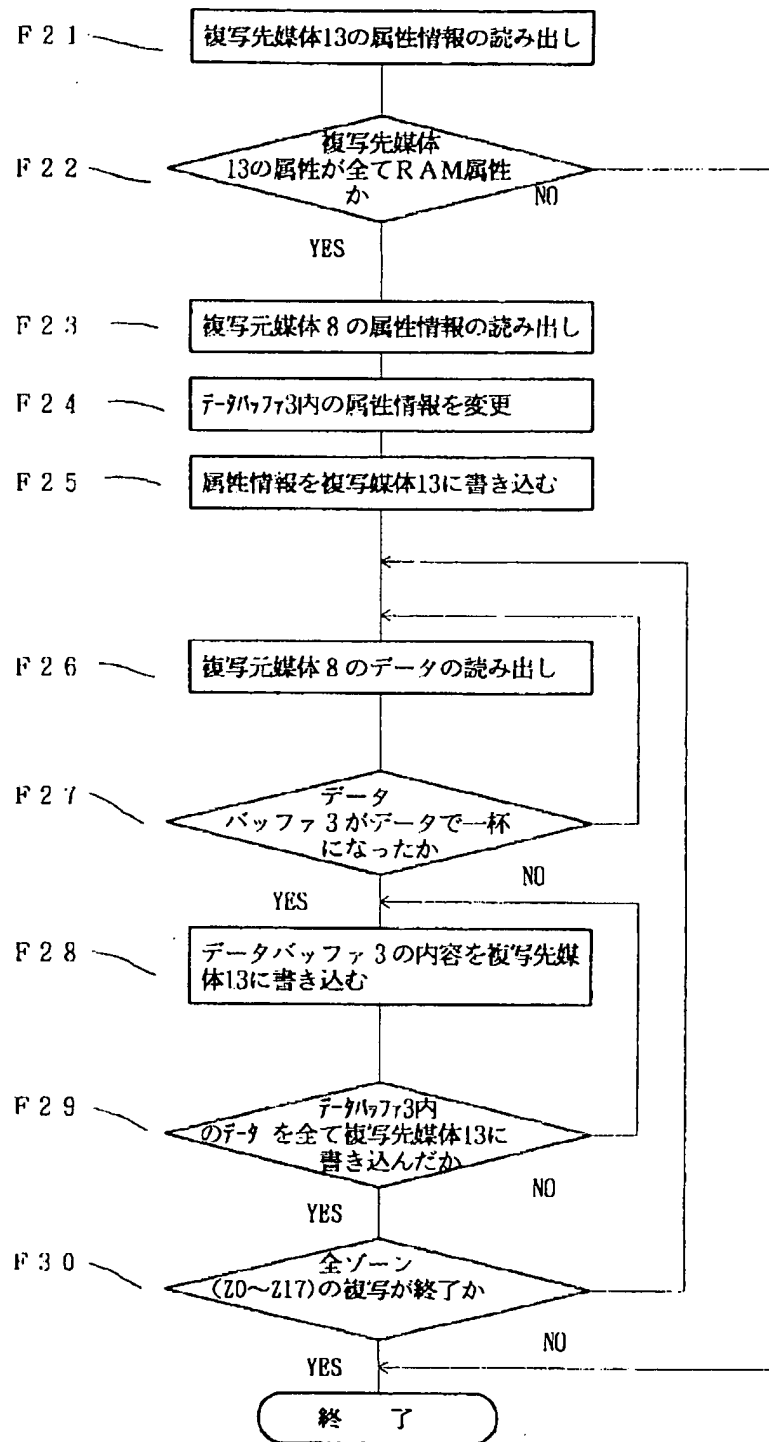 F21
複写先媒体13の属性情報の読み出し
複写先媒体
F22
13の属性が全てRAM属性
か
NO
YES
F23
複写元媒体8の属性情報の読み出し
F24
データバッファ3内の属性情報を変更
F25
属性情報を複写媒体13に書き込む
F26
複写元媒体8のデータの読み出し
F27
データ
バッファ3がデータで一杯
になったか
NO
YES
F28
データバッファ3の内容を複写先媒
体13に書き込む
F29
データバッファ3内
のデータを全て複写先媒体13に
書き込んだか
NO
YES
F30
全ゾーン
(Z0～Z17)の複写が終了か
NO
YES
終 了